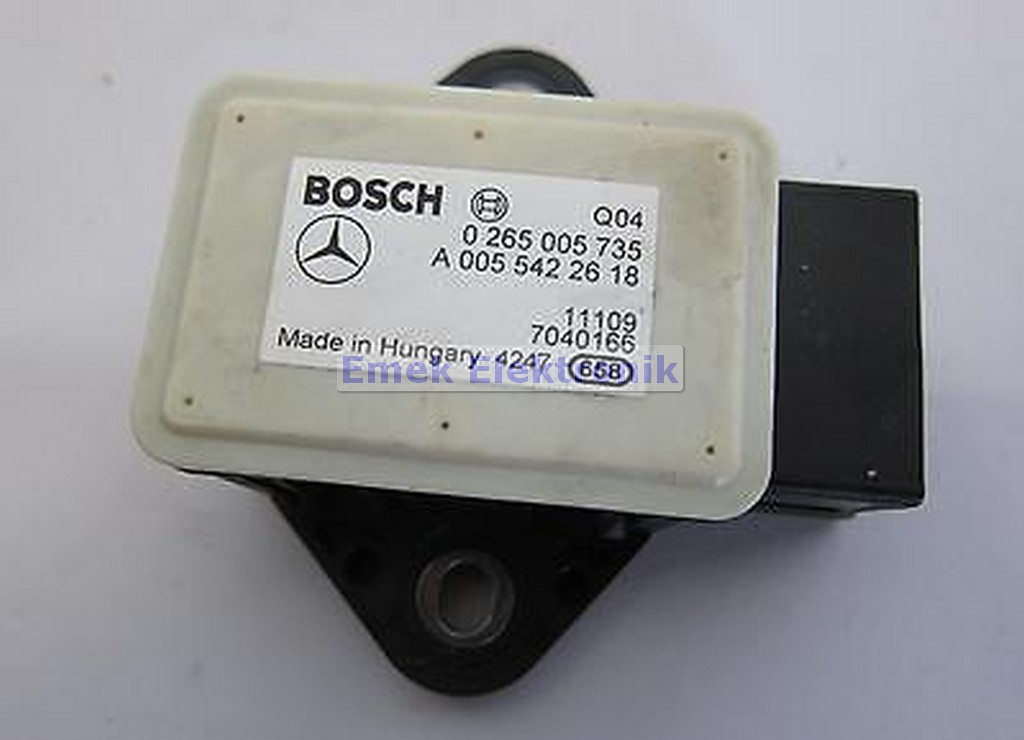 BOSCH
Q04
0 265 005 735
A 005 542 26 18
11109
7040166
Made in Hungary 4247 658
Emek Elektronik